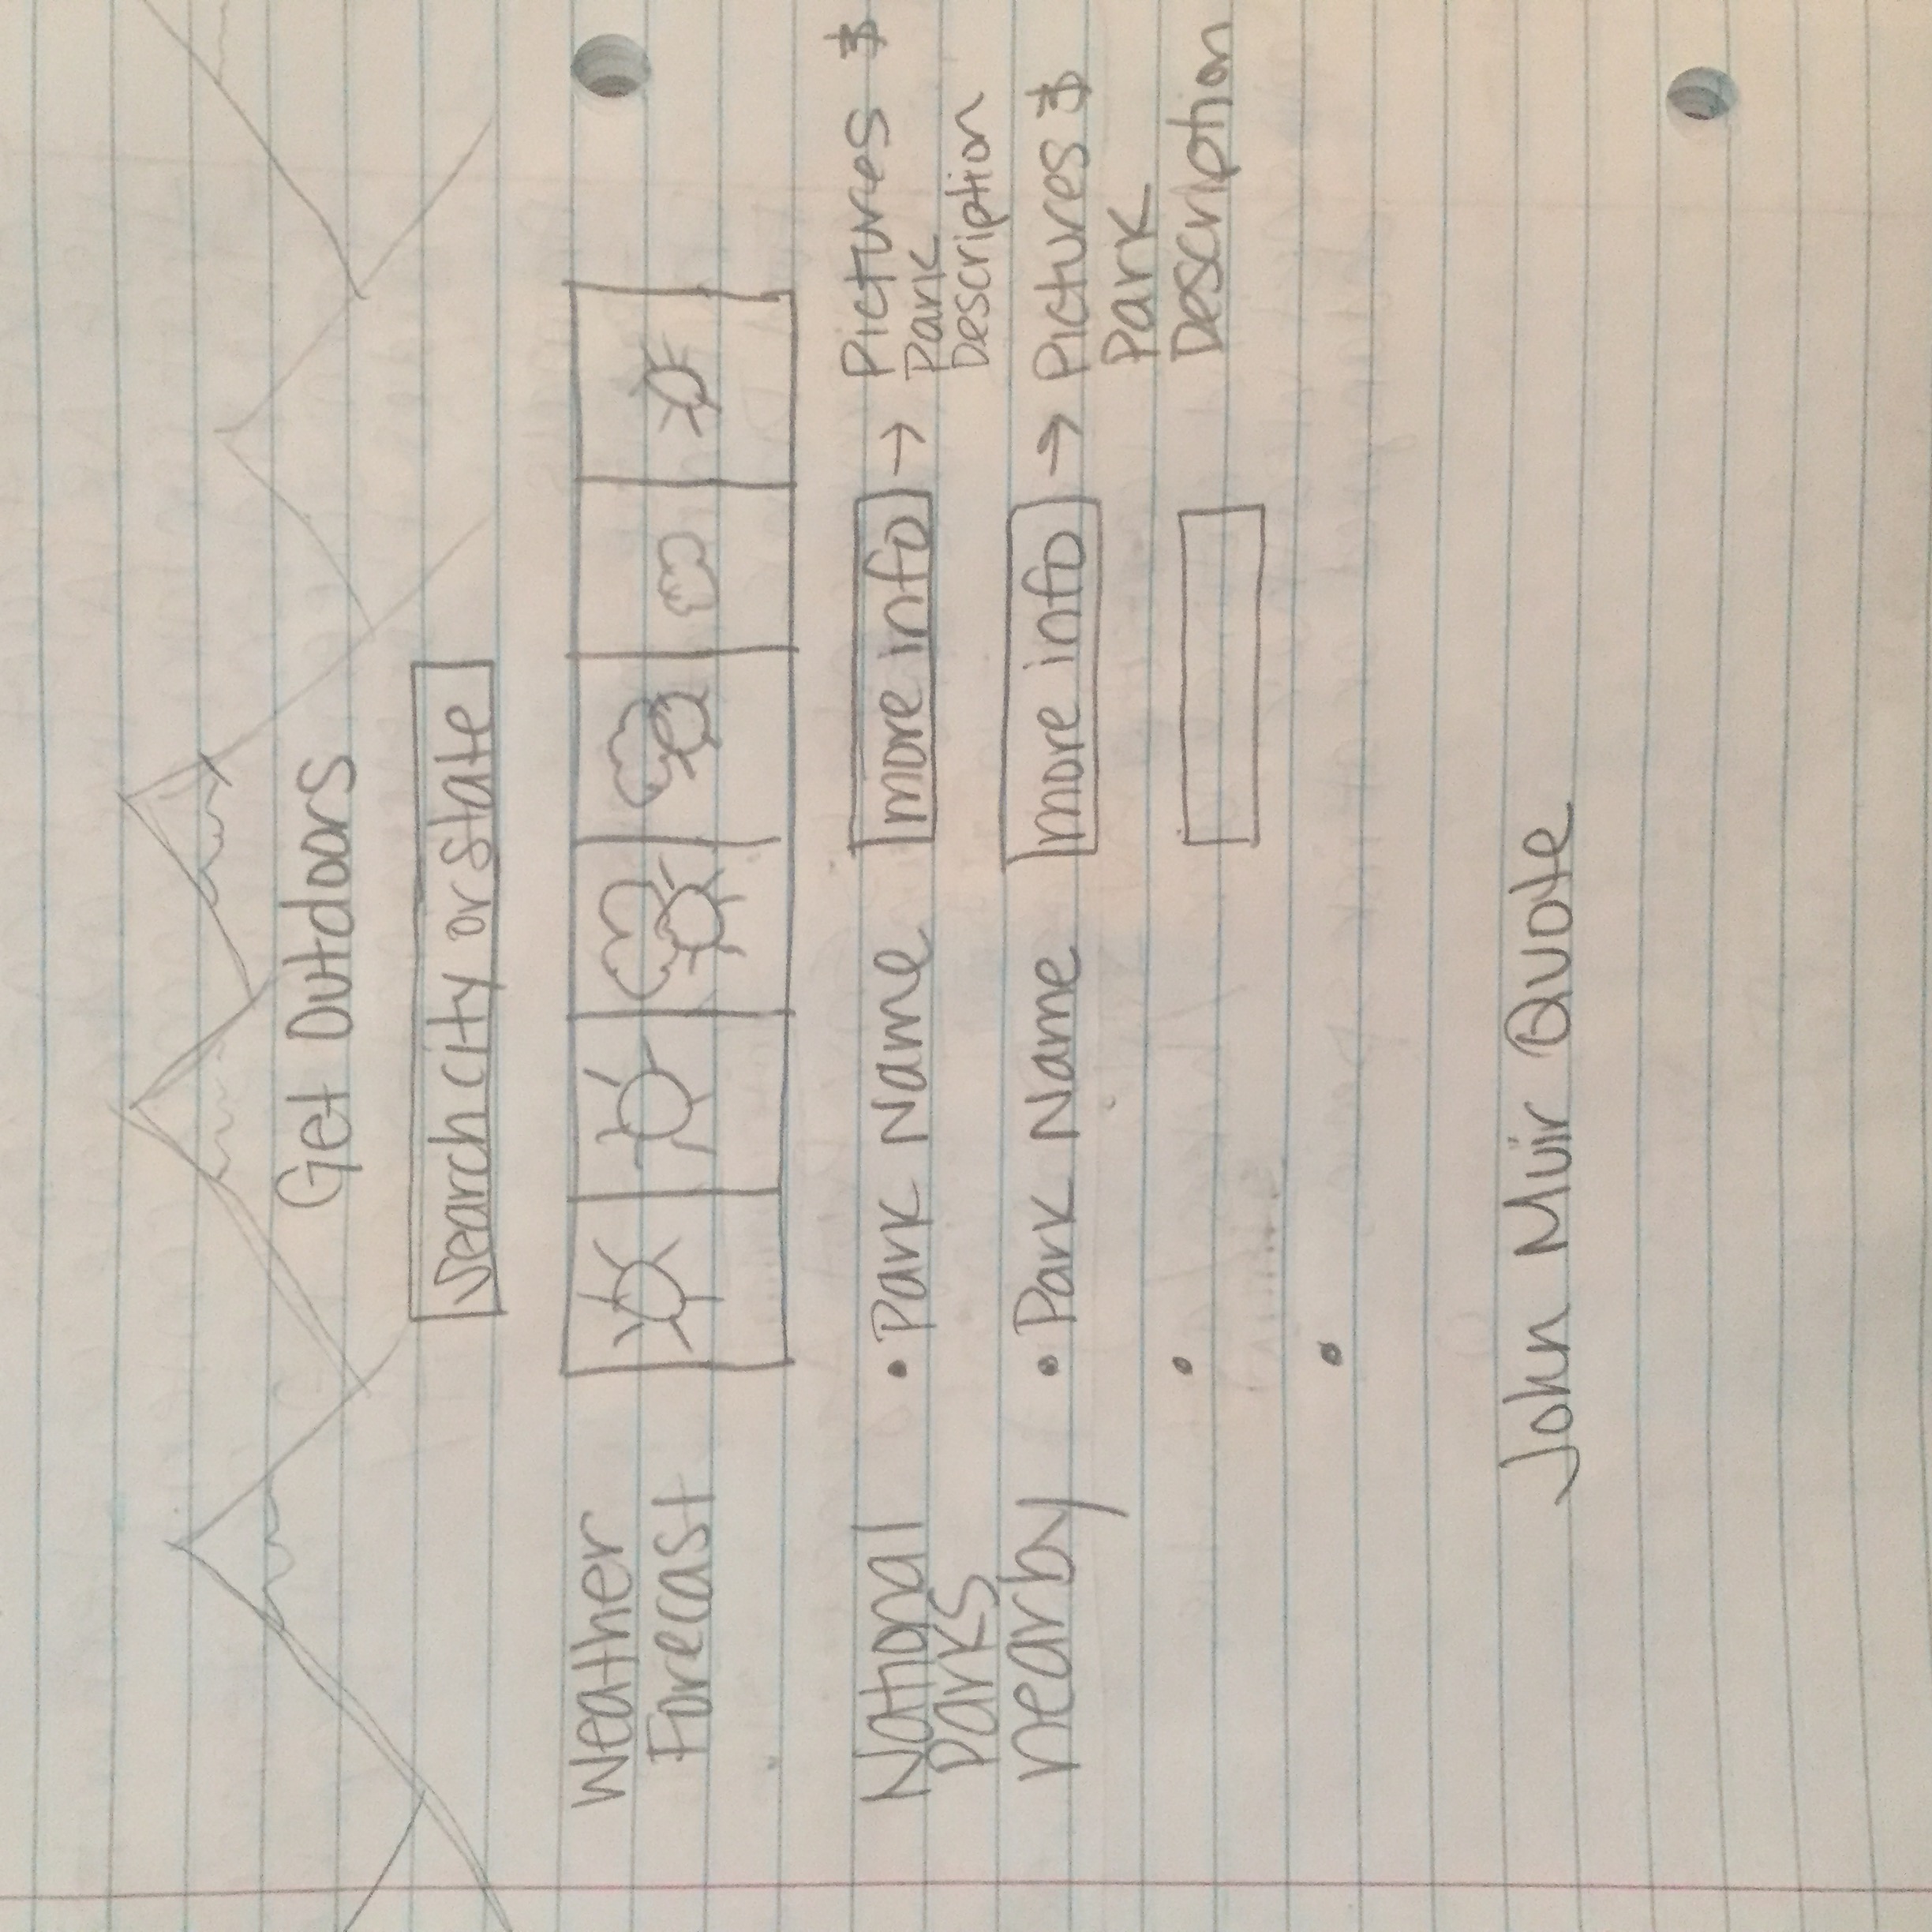 Get Outdoors
Search city or state
Weather
Forecast
National
Parks
nearby
• Park Name
more info
→ Pictures &
Park
Description
• Park Name
more info
→ Pictures &
Park
Description
•
•
John Muir Quote